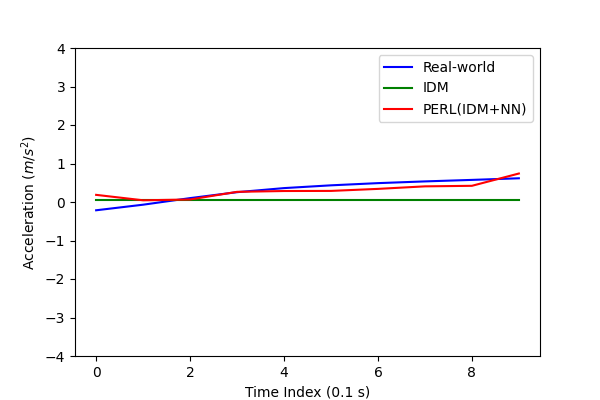 Real-world
IDM
PERL(IDM+NN)
4
3
2
1
0
−1
−2
−3
−4
Acceleration (m/s²)
0 2 4 6 8
Time Index (0.1 s)